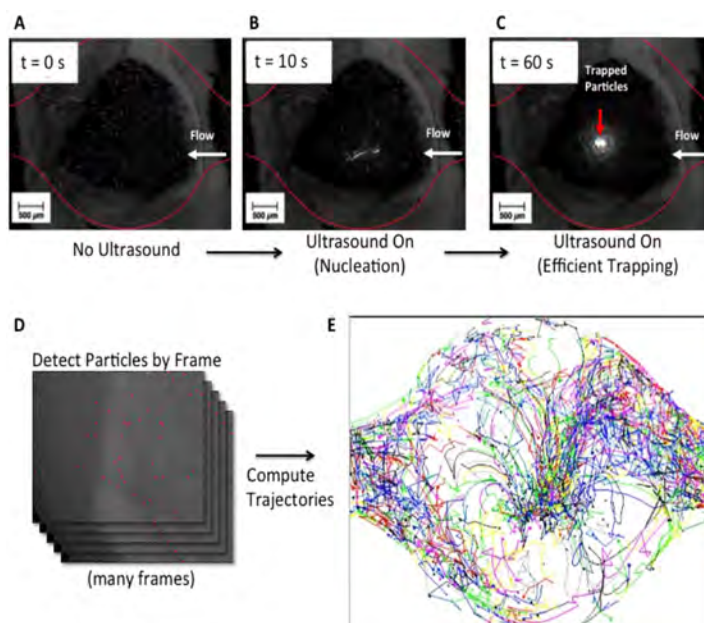 A
B
C
t = 0 s
t = 10 s
t = 60 s
Trapped
Particles
Flow
Flow
Flow
500 µm
500 µm
500 µm
No Ultrasound
Ultrasound On
(Nucleation)
Ultrasound On
(Efficient Trapping)
D
E
Detect Particles by Frame
Compute
Trajectories
(many frames)